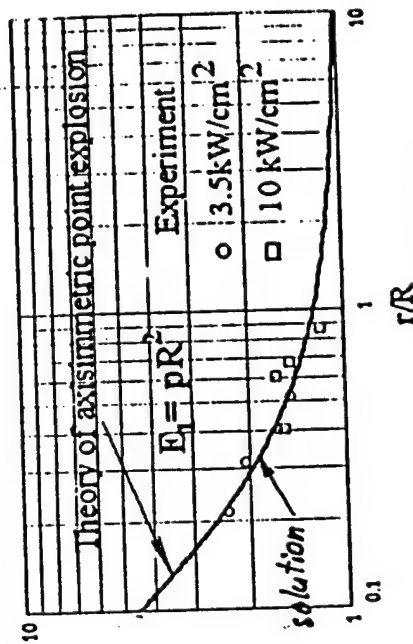 10
Theory of axisimmetric point explosion
E₁ = pR²
Experiment
○ 3.5kW/cm²
□ 10 kW/cm²
solution
1
0.1
1
10
r/R